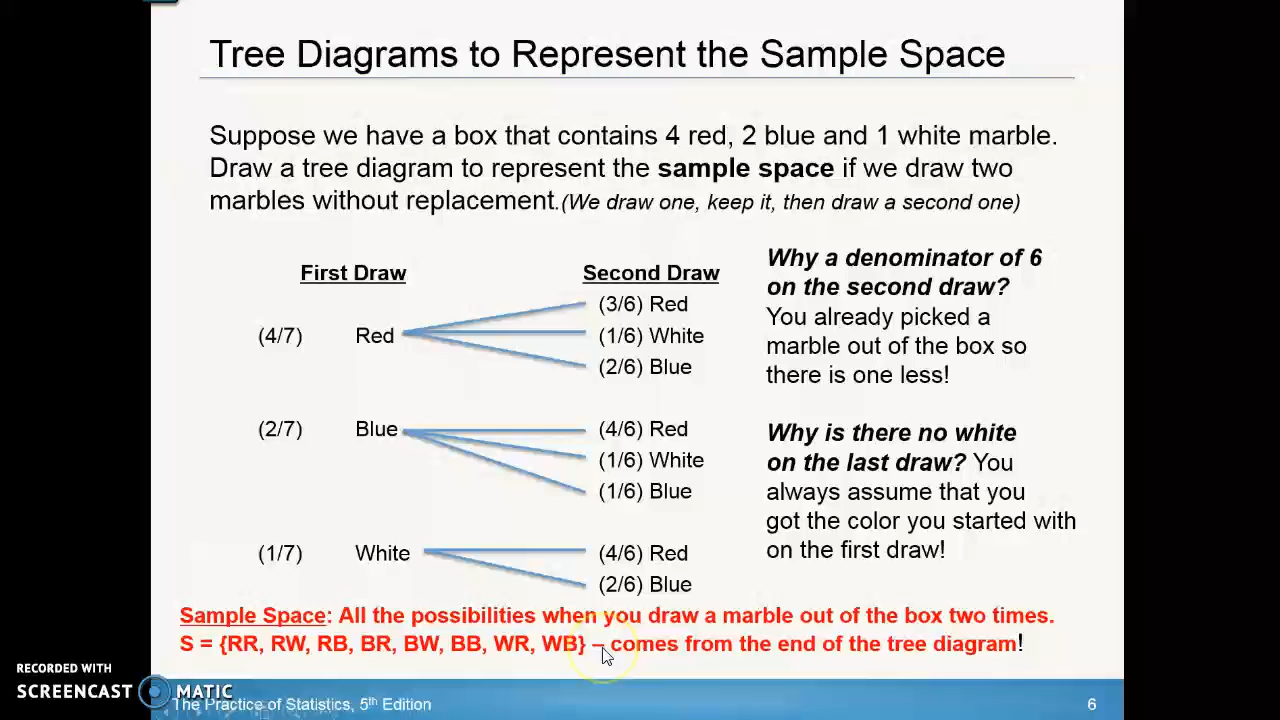 Tree Diagrams to Represent the Sample Space
Suppose we have a box that contains 4 red, 2 blue and 1 white marble.
Draw a tree diagram to represent the sample space if we draw two
marbles without replacement.(We draw one, keep it, then draw a second one)
First Draw
Second Draw
(3/6) Red
(4/7) Red
(1/6) White
(2/6) Blue
(2/7) Blue
(4/6) Red
(1/6) White
(1/6) Blue
(1/7) White
(4/6) Red
(2/6) Blue
Why a denominator of 6
on the second draw?
You already picked a
marble out of the box so
there is one less!
Why is there no white
on the last draw? You
always assume that you
got the color you started with
on the first draw!
Sample Space: All the possibilities when you draw a marble out of the box two times.
S = {RR, RW, RB, BR, BW, BB, WR, WB} – comes from the end of the tree diagram!
RECORDED WITH
SCREENCAST MATIC
The Practice of Statistics, 5th Edition
6